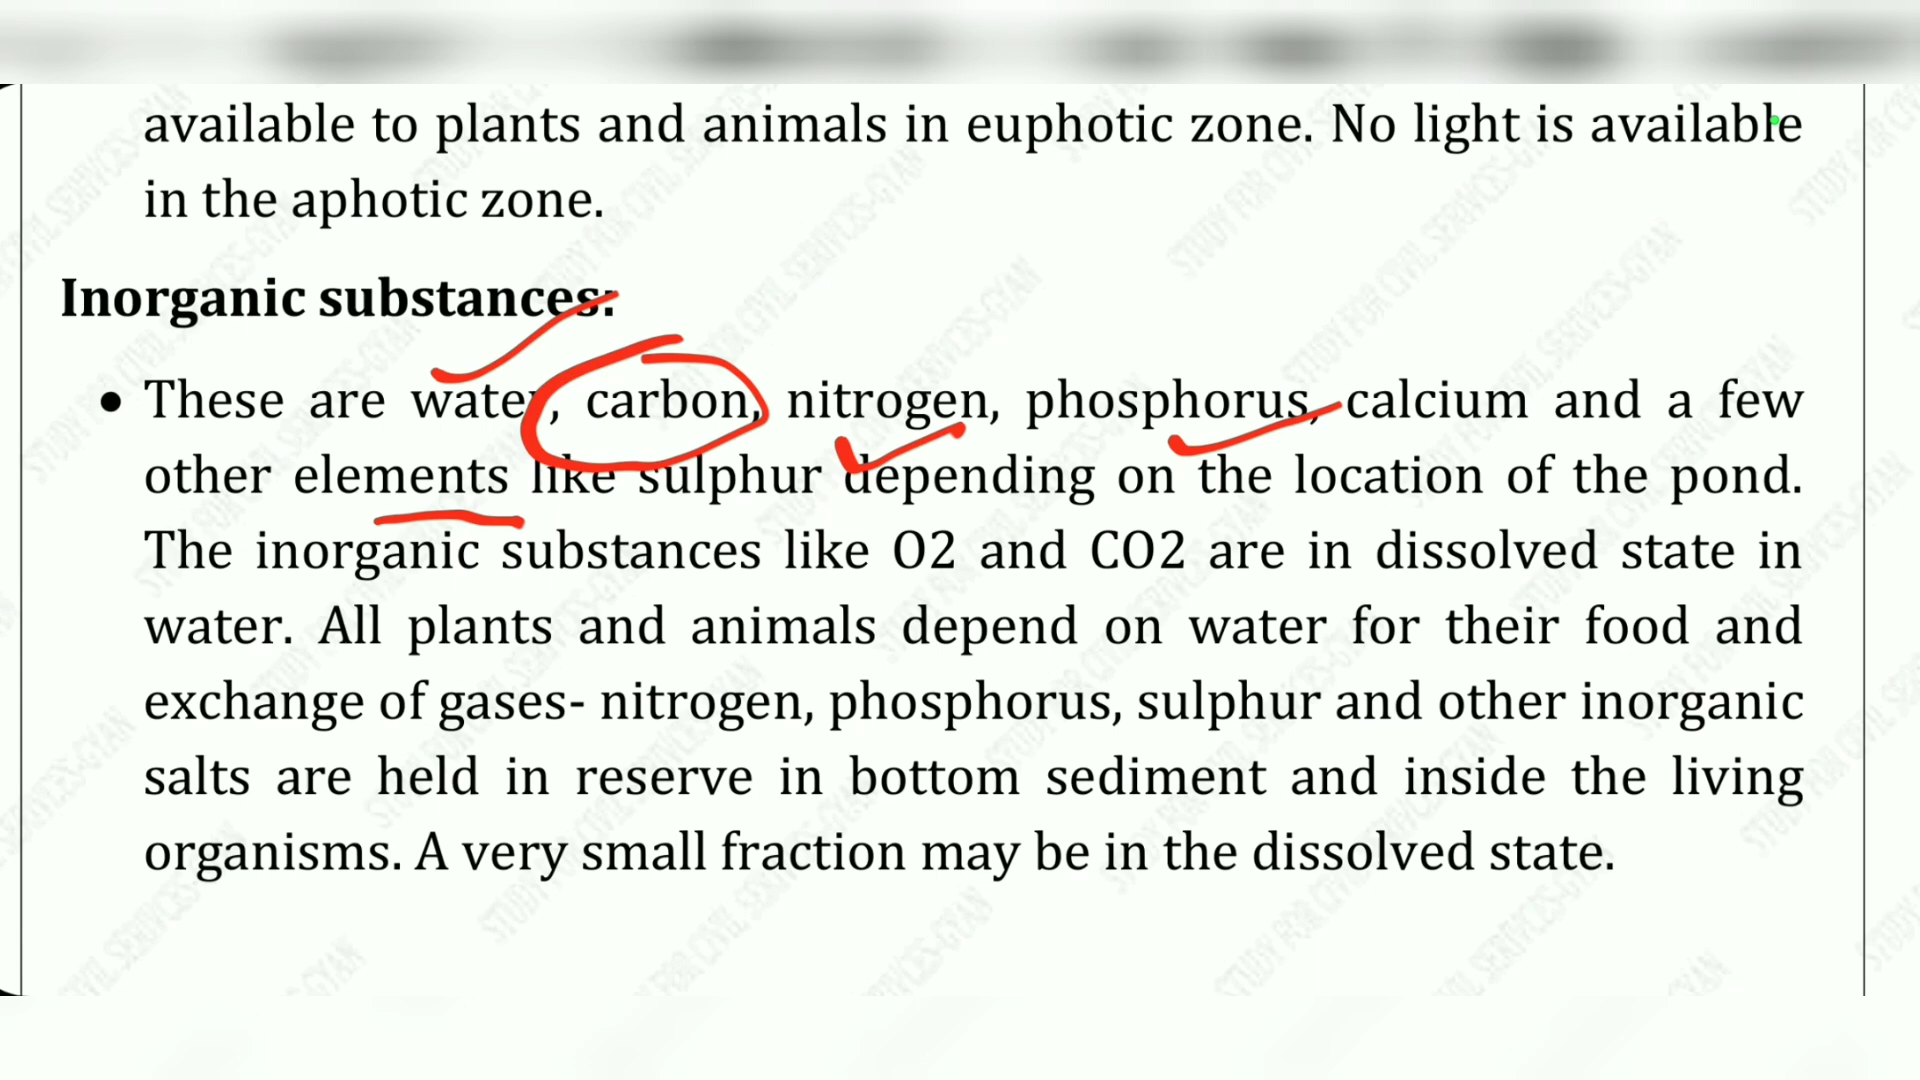 available to plants and animals in euphotic zone. No light is available
in the aphotic zone.
Inorganic substances:
• These are water, carbon, nitrogen, phosphorus, calcium and a few
other elements like sulphur depending on the location of the pond.
The inorganic substances like O2 and CO2 are in dissolved state in
water. All plants and animals depend on water for their food and
exchange of gases- nitrogen, phosphorus, sulphur and other inorganic
salts are held in reserve in bottom sediment and inside the living
organisms. A very small fraction may be in the dissolved state.